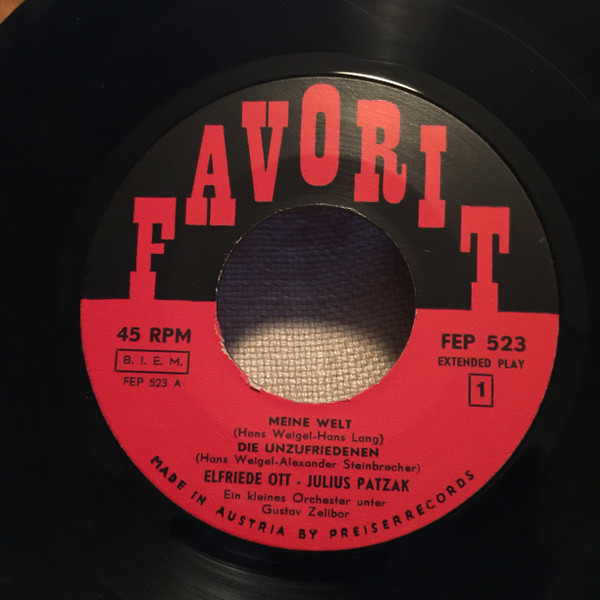 FAVORIT
45 RPM
B. I. E. M.
FEP 523 A
FEP 523
EXTENDED PLAY
1
MEINE WELT
(Hans Weigel-Hans Lang)
DIE UNZUFRIEDENEN
(Hans Weigel-Alexander Steinbrecher)
ELFRIEDE OTT - JULIUS PATZAK
Ein kleines Orchester unter
Gustav Zelibor
MADE IN AUSTRIA BY PREISERRECORDS